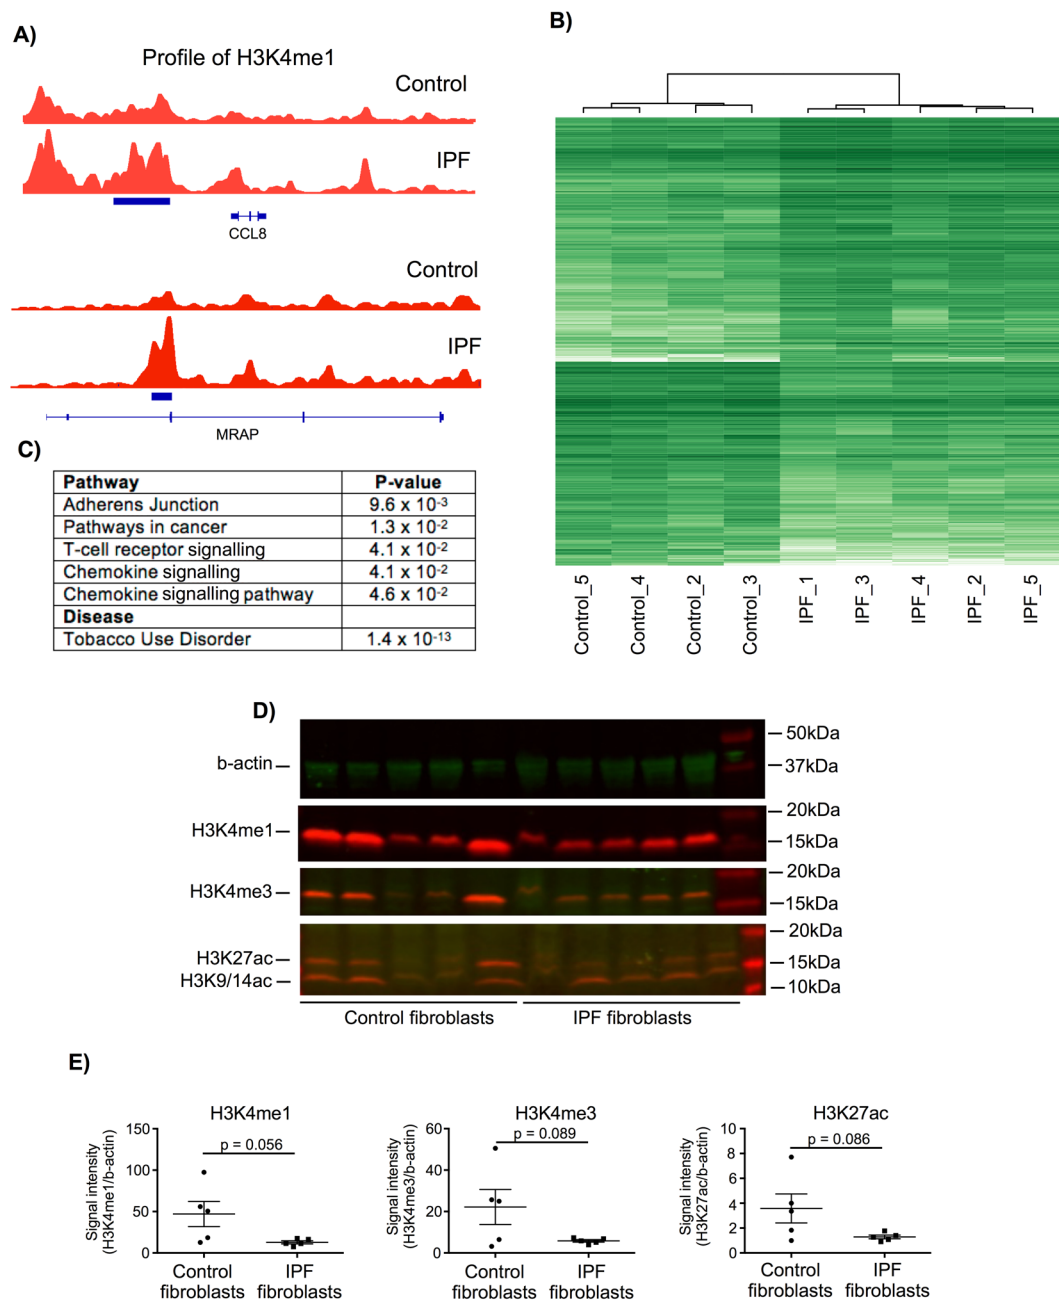 A)
Profile of H3K4me1
Control
IPF
CCL8
Control
IPF
MRAP
B)
Control_5
Control_4
Control_2
Control_3
IPF_1
IPF_3
IPF_4
IPF_2
IPF_5
C)
Pathway P-value
Adherens Junction 9.6 x 10-3
Pathways in cancer 1.3 x 10-2
T-cell receptor signalling 4.1 x 10-2
Chemokine signalling 4.1 x 10-2
Chemokine signalling pathway 4.6 x 10-2
Disease
Tobacco Use Disorder 1.4 x 10-13
D)
b-actin
50kDa
37kDa
H3K4me1
20kDa
15kDa
H3K4me3
20kDa
15kDa
H3K27ac
H3K9/14ac
20kDa
15kDa
10kDa
Control fibroblasts
IPF fibroblasts
E)
H3K4me1
Signal intensity
(H3K4me1/b-actin)
150
100
50
0
p = 0.056
Control
fibroblasts
IPF
fibroblasts
H3K4me3
Signal intensity
(H3K4me3/b-actin)
60
40
20
0
p = 0.089
Control
fibroblasts
IPF
fibroblasts
H3K27ac
Signal intensity
(H3K27ac/b-actin)
10
8
6
4
2
0
p = 0.086
Control
fibroblasts
IPF
fibroblasts